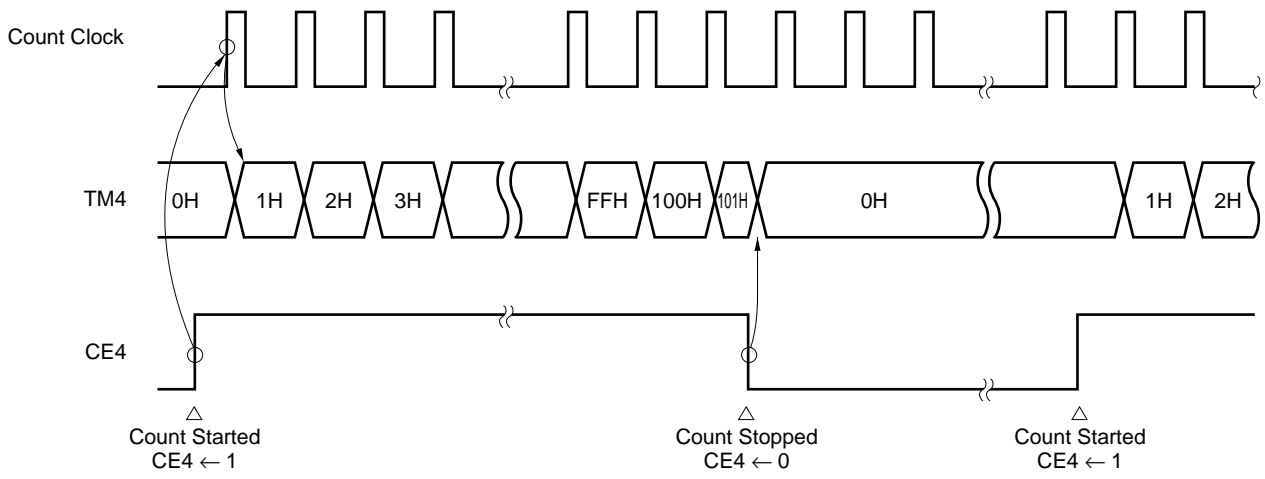 Count Clock
TM4
0H 1H 2H 3H FFH 100H 101H 0H 1H 2H
CE4
Count Started
CE4 ← 1
Count Stopped
CE4 ← 0
Count Started
CE4 ← 1